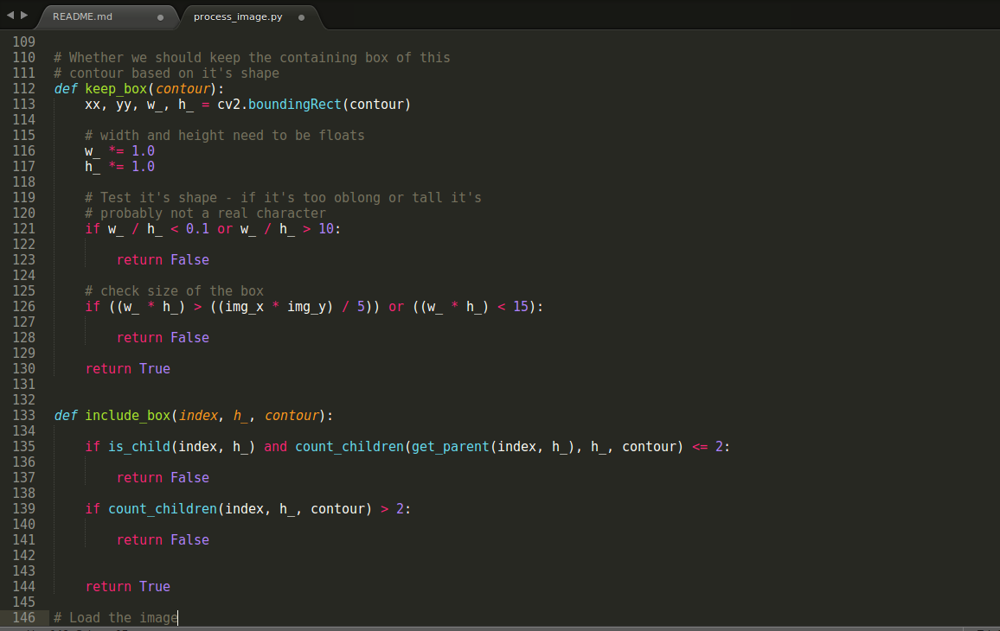 README.md process_image.py
109
110 # Whether we should keep the containing box of this
111 # contour based on it's shape
112 def keep_box(contour):
113 xx, yy, w_, h_ = cv2.boundingRect(contour)
114
115 # width and height need to be floats
116 w_ *= 1.0
117 h_ *= 1.0
118
119 # Test it's shape - if it's too oblong or tall it's
120 # probably not a real character
121 if w_ / h_ < 0.1 or w_ / h_ > 10:
122
123 return False
124
125 # check size of the box
126 if ((w_ * h_) > ((img_x * img_y) / 5)) or ((w_ * h_) < 15):
127
128 return False
129
130 return True
131
132
133 def include_box(index, h_, contour):
134
135 if is_child(index, h_) and count_children(get_parent(index, h_), h_, contour) <= 2:
136
137 return False
138
139 if count_children(index, h_, contour) > 2:
140
141 return False
142
143
144 return True
145
146 # Load the image